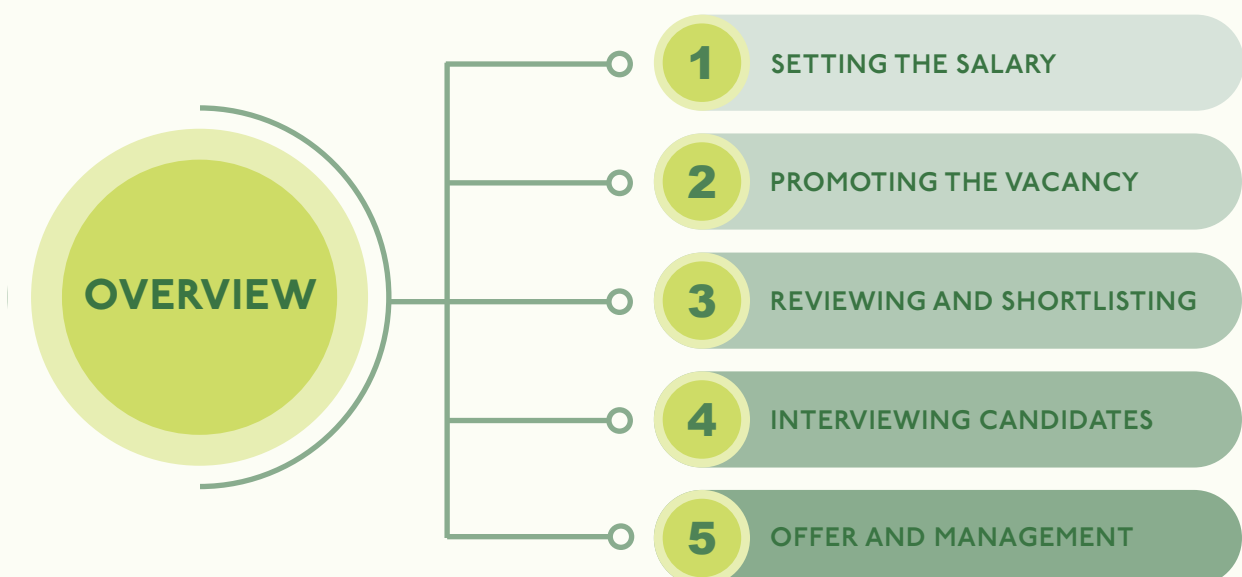 OVERVIEW
1 SETTING THE SALARY
2 PROMOTING THE VACANCY
3 REVIEWING AND SHORTLISTING
4 INTERVIEWING CANDIDATES
5 OFFER AND MANAGEMENT